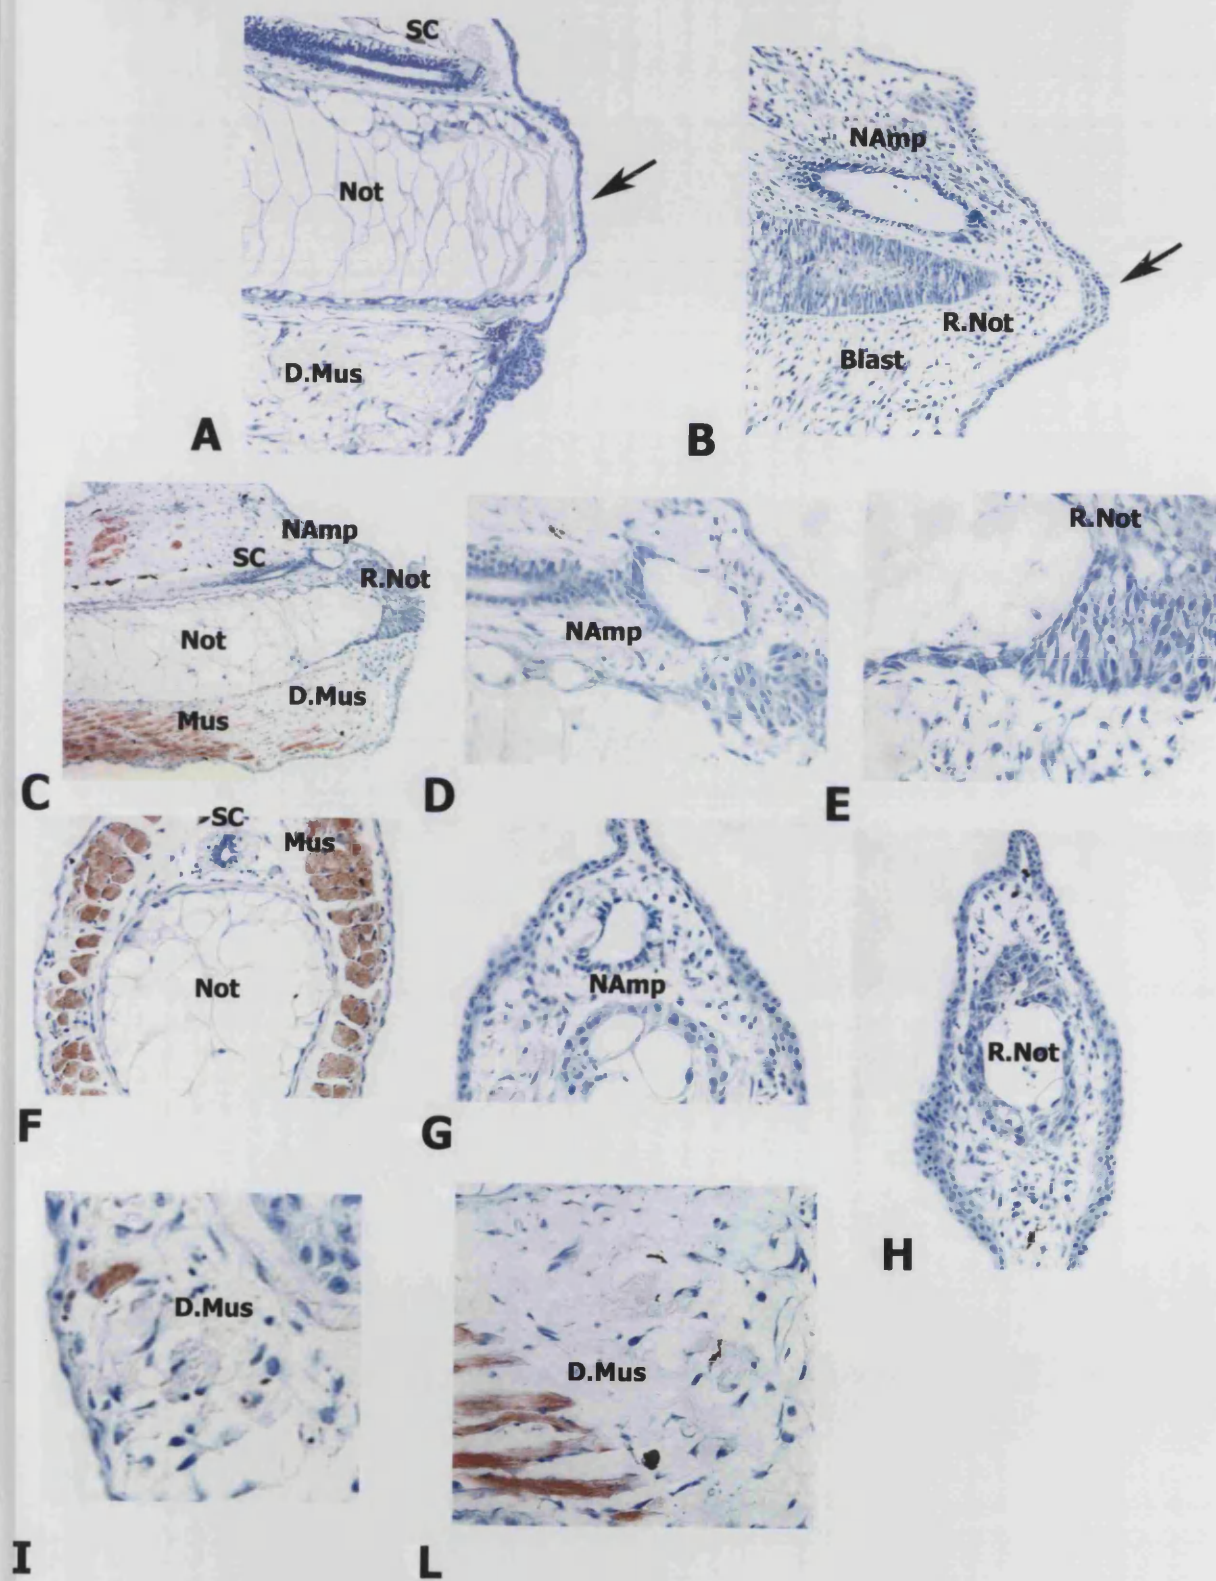 SC
Not
D.Mus
A
NAmp
R.Not
Blast
B
NAmp
SC
R.Not
Not
D.Mus
Mus
C
NAmp
D
R.Not
E
SC
Mus
Not
F
NAmp
G
R.Not
H
D.Mus
I
D.Mus
L